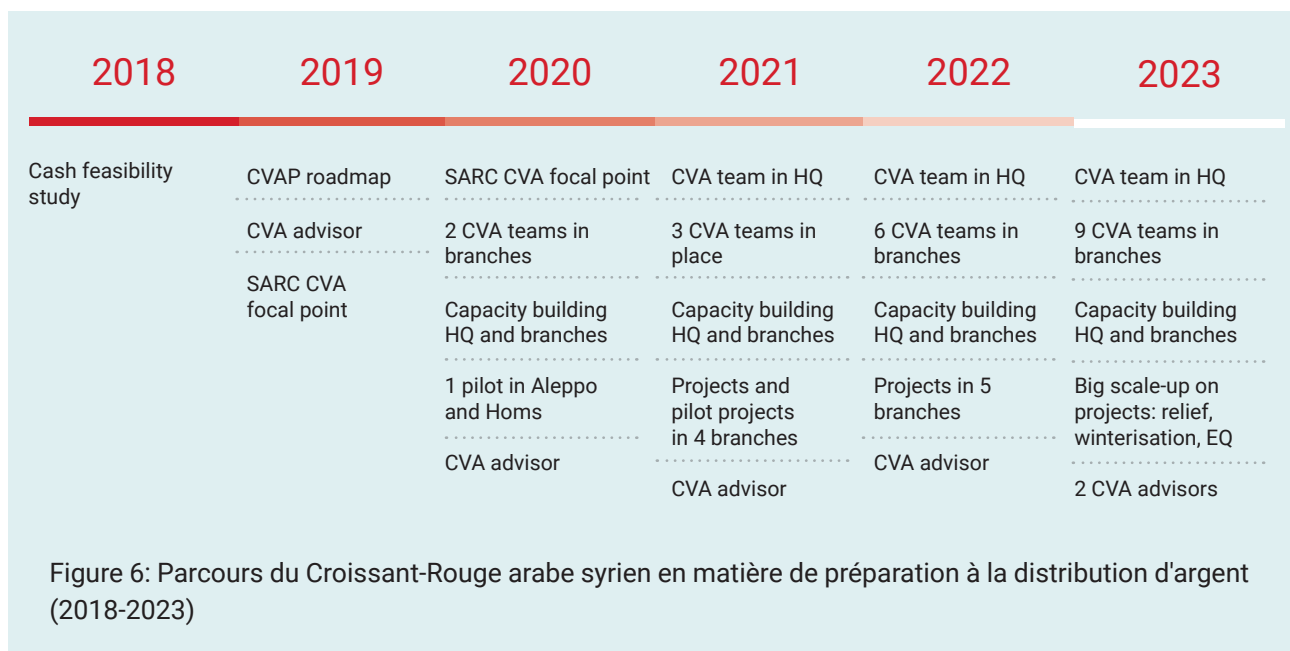 2018
2019
2020
2021
2022
2023
Cash feasibility
study
CVAP roadmap
CVA advisor
SARC CVA
focal point
SARC CVA focal point
2 CVA teams in
branches
Capacity building
HQ and branches
1 pilot in Aleppo
and Homs
CVA advisor
CVA team in HQ
3 CVA teams in
place
Capacity building
HQ and branches
Projects and
pilot projects
in 4 branches
CVA advisor
CVA team in HQ
6 CVA teams in
branches
Capacity building
HQ and branches
Projects in 5
branches
CVA advisor
CVA team in HQ
9 CVA teams in
branches
Capacity building
HQ and branches
Big scale-up on
projects: relief,
winterisation, EQ
2 CVA advisors
Figure 6: Parcours du Croissant-Rouge arabe syrien en matière de préparation à la distribution d'argent
(2018-2023)